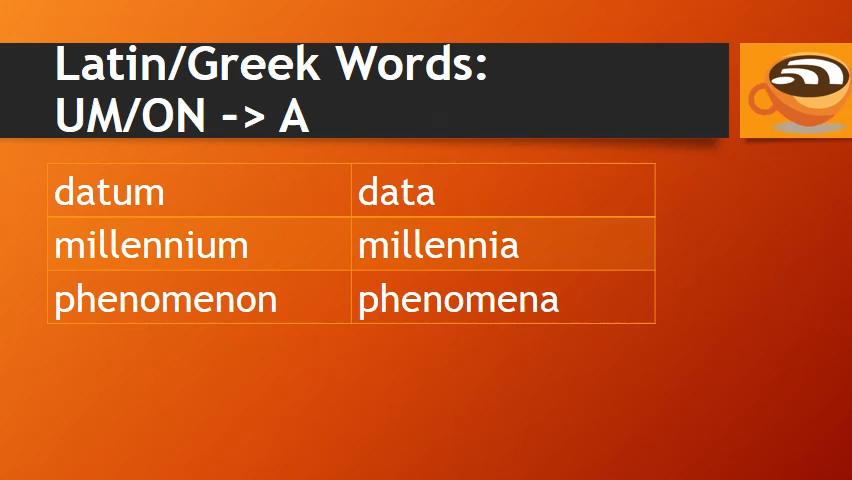 Latin/Greek Words:
UM/ON -> A
datum data
millennium millennia
phenomenon phenomena